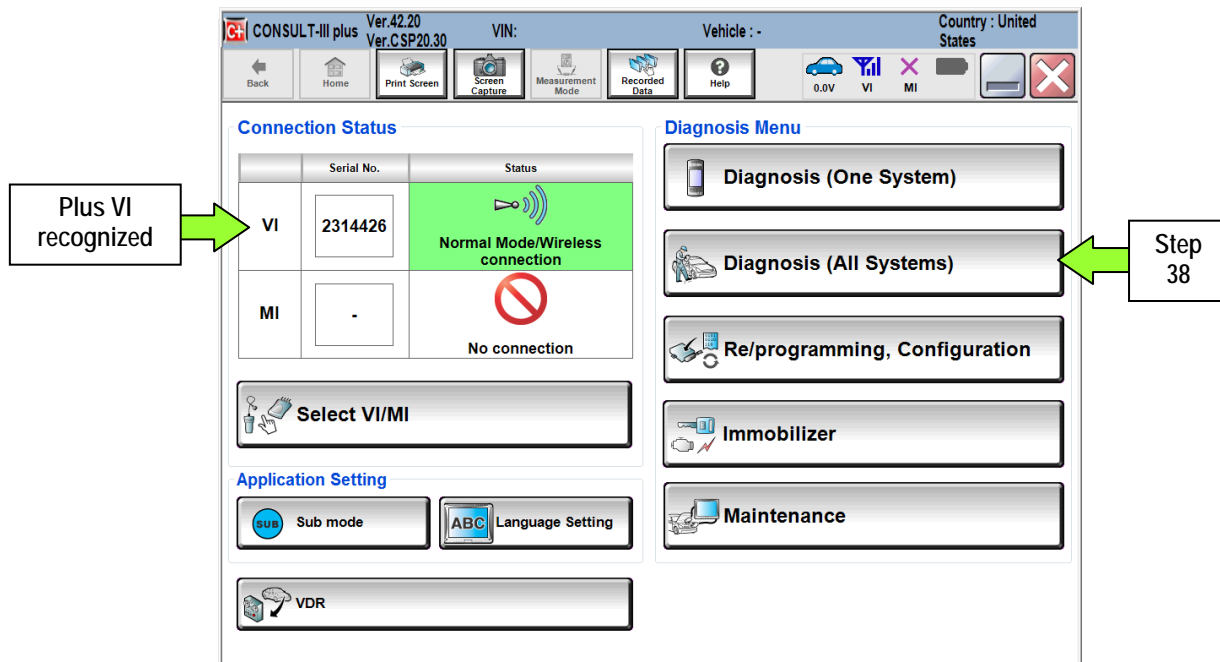 C+ CONSULT-III plus Ver.42.20 VIN: Vehicle : - Country : United
Ver.CSP20.30 States
Back Home Print Screen Screen Capture Measurement Mode Recorded Data Help 0.0V VI MI
Connection Status
Serial No. Status
VI 2314426 Normal Mode/Wireless
connection
MI - No connection
Select VI/MI
Application Setting
SUB Sub mode ABC Language Setting
VDR
Diagnosis Menu
Diagnosis (One System)
Diagnosis (All Systems)
Re/programming, Configuration
Immobilizer
Maintenance
Plus VI
recognized
Step
38